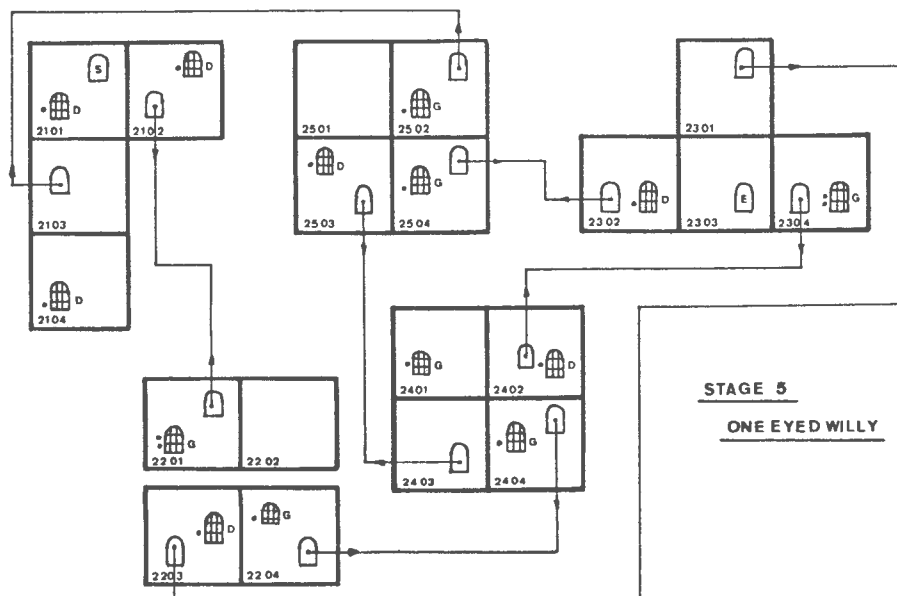 S
D
D
2101
2102
2103
D
2104
2501
G
2502
D
2503
G
2504
2301
D
2302
E
2303
G
2304
G
2401
D
2402
2403
G
2404
G
2201
2202
D
2203
G
2204
STAGE 5
ONE EYED WILLY